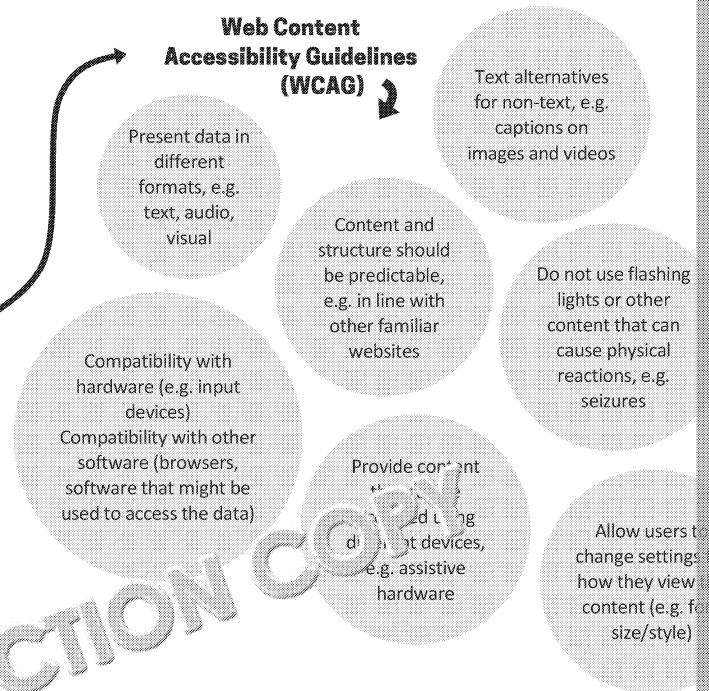 Web Content
Accessibility Guidelines
(WCAG)
Text alternatives
for non-text, e.g.
captions on
images and videos
Present data in
different
formats, e.g.
text, audio,
visual
Content and
structure should
be predictable,
e.g. in line with
other familiar
websites
Do not use flashing
lights or other
content that can
cause physical
reactions, e.g.
seizures
Compatibility with
hardware (e.g. input
devices)
Compatibility with other
software (browsers,
software that might be
used to access the data)
Provide content
devices,
e.g. assistive
hardware
Allow users to
change settings
how they view
content (e.g.
size/style)
CTION COPY